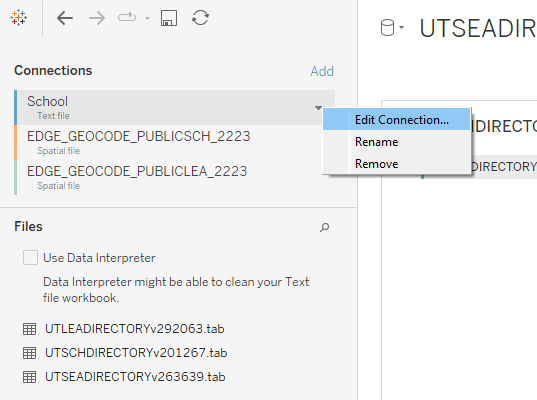 UTSEADIR
Connections
Add
School
Text file
Edit Connection...
Rename
Remove
EDGE_GEOCODE_PUBLICSCH_2223
Spatial file
EDGE_GEOCODE_PUBLICLEA_2223
Spatial file
IDIRECTO
DIRECTORY
Files
Use Data Interpreter
Data Interpreter might be able to clean your Text
file workbook.
UTLEADIRECTORYv292063.tab
UTSCHDIRECTORYv201267.tab
UTSEADIRECTORYv263639.tab